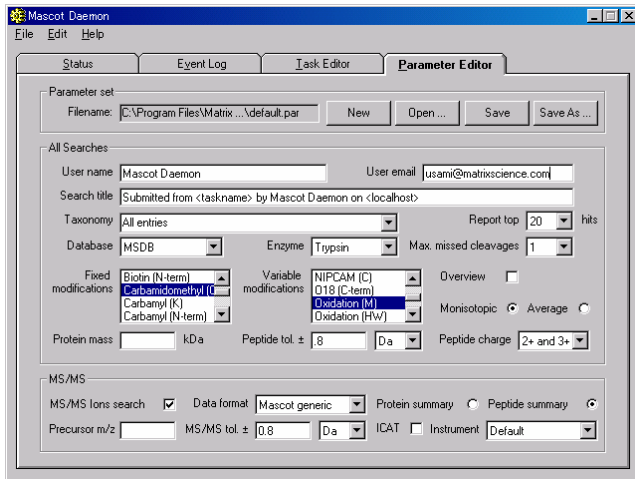 Mascot Daemon
File Edit Help
Status Event Log Task Editor Parameter Editor
Parameter set
Filename: C:\Program Files\Matrix ...\default.par New Open ... Save Save As ...
All Searches
User name Mascot Daemon User email usami@matrixscience.com
Search title Submitted from <taskname> by Mascot Daemon on <localhost>
Taxonomy All entries Report top 20 hits
Database MSDB Enzyme Trypsin Max. missed cleavages 1
Fixed modifications Biotin (N-term) Variable modifications NIPCAM (C) Overview
Carbamidomethyl (C O18 (C-term)
Carbamyl (K) Oxidation (M) Monisotopic Average
Carbamyl (N-term) Oxidation (HW)
Protein mass kDa Peptide tol. ± .8 Da Peptide charge 2+ and 3+
MS/MS
MS/MS Ions search Data format Mascot generic Protein summary Peptide summary
Precursor m/z MS/MS tol. ± 0.8 Da ICAT Instrument Default